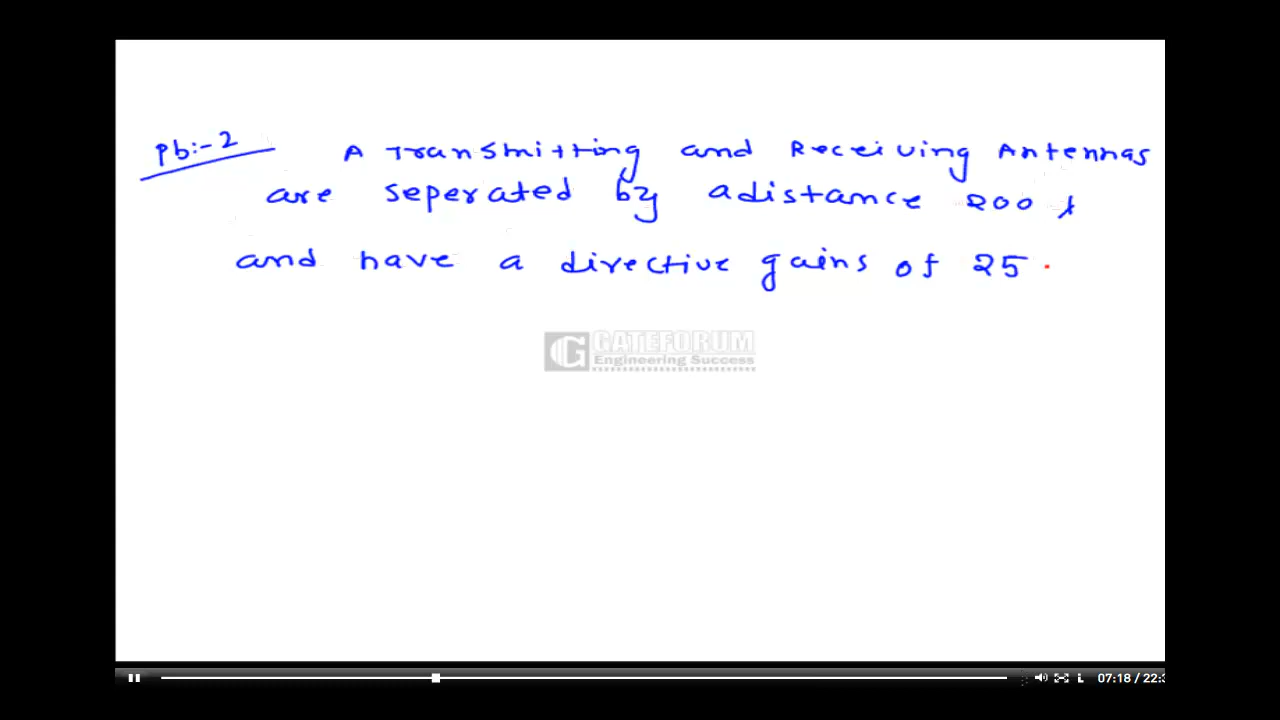 Pb:- 2 A Transmitting and Receiving Antennas
are seperated by a distance 200 λ
and have a directive gains of 25
GATEFORUM
Engineering Success
07:18 / 22:3